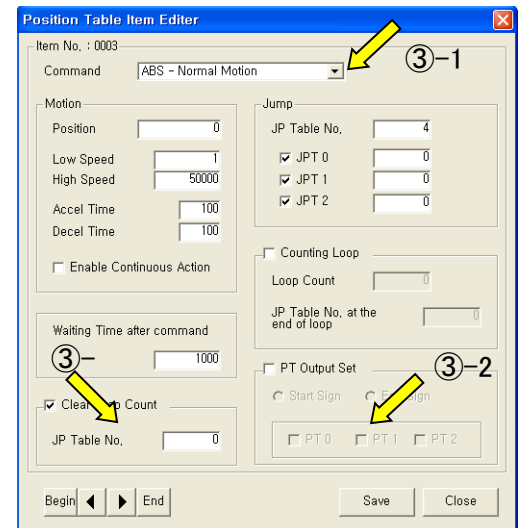 Position Table Item Editer
Item No. : 0003
Command ABS - Normal Motion
③-1
Motion
Position 0
Low Speed 1
High Speed 50000
Accel Time 100
Decel Time 100
Enable Continuous Action
Jump
JP Table No. 4
JPT 0 0
JPT 1 0
JPT 2 0
Counting Loop
Loop Count 0
JP Table No. at the
end of loop 0
Waiting Time after command
1000
③-
Clear Count
JP Table No. 0
PT Output Set
③-2
Start Sign
PT 0 PT 1 PT 2
Begin End Save Close